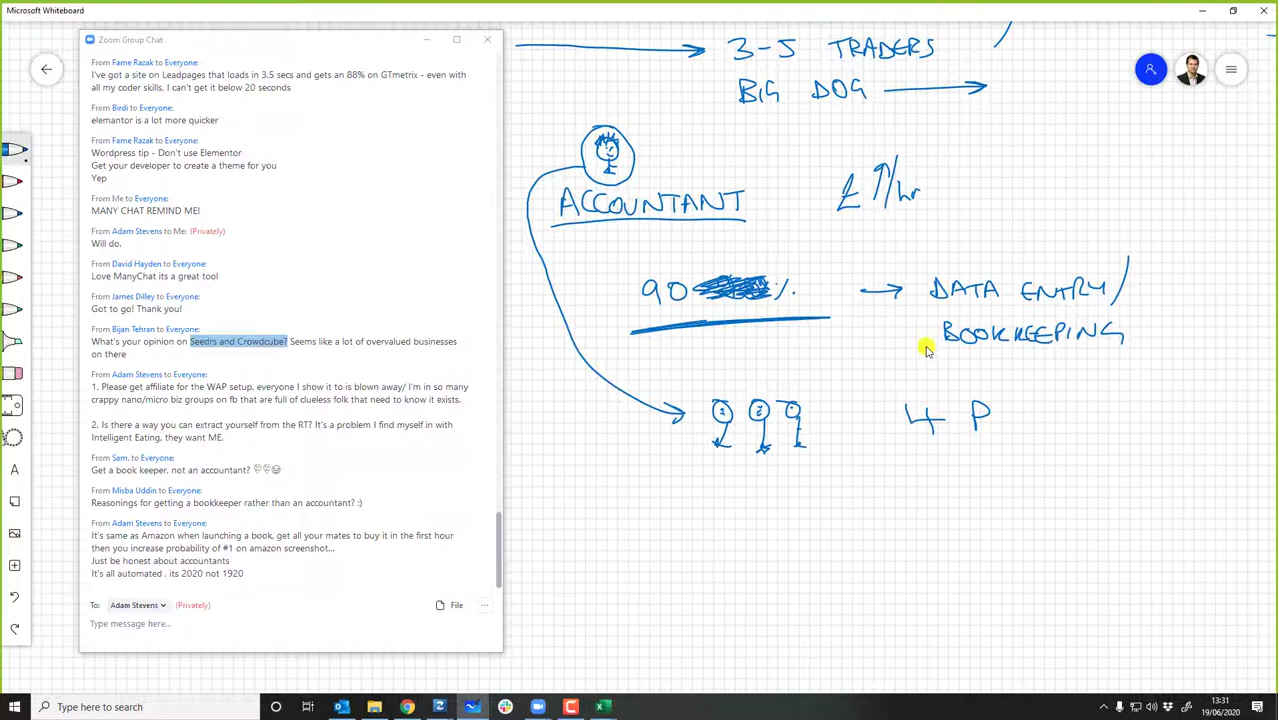 Microsoft Whiteboard
Zoom Group Chat
From Fame Razak to Everyone:
I've got a site on Leadpages that loads in 3.5 secs and gets an 88% on GTmetrix - even with
all my coder skills. I can't get it below 20 seconds
From Birdi to Everyone:
elemantor is a lot more quicker
From Fame Razak to Everyone:
Wordpress tip - Don't use Elementor
Get your developer to create a theme for you
Yep
From Me to Everyone:
MANY CHAT REMIND ME!
From Adam Stevens to Me: (Privately)
Will do.
From David Hayden to Everyone:
Love ManyChat its a great tool
From James Dilley to Everyone:
Got to go! Thank you!
From Bijan Tehran to Everyone:
What's your opinion on Seedrs and Crowdcube? Seems like a lot of overvalued businesses
on there
From Adam Stevens to Everyone:
1. Please get affiliate for the WAP setup, everyone I show it to is blown away/ I'm in so many
crappy nano/micro biz groups on fb that are full of clueless folk that need to know it exists.
2. Is there a way you can extract yourself from the RT? It's a problem I find myself in with
Intelligent Eating, they want ME.
From Sam. to Everyone:
Get a book keeper. not an accountant?
From Misba Uddin to Everyone:
Reasonings for getting a bookkeeper rather than an accountant? :)
From Adam Stevens to Everyone:
It's same as Amazon when launching a book, get all your mates to buy it in the first hour
then you increase probability of #1 on amazon screenshot...
Just be honest about accountants
It's all automated , its 2020 not 1920
To: Adam Stevens (Privately)
File
Type message here...
3-5 TRADERS
BIG DOG
ACCOUNTANT
£ /hr
90 %
DATA ENTRY/
BOOKKEEPING
4 P
Type here to search
13:31
19/06/2020